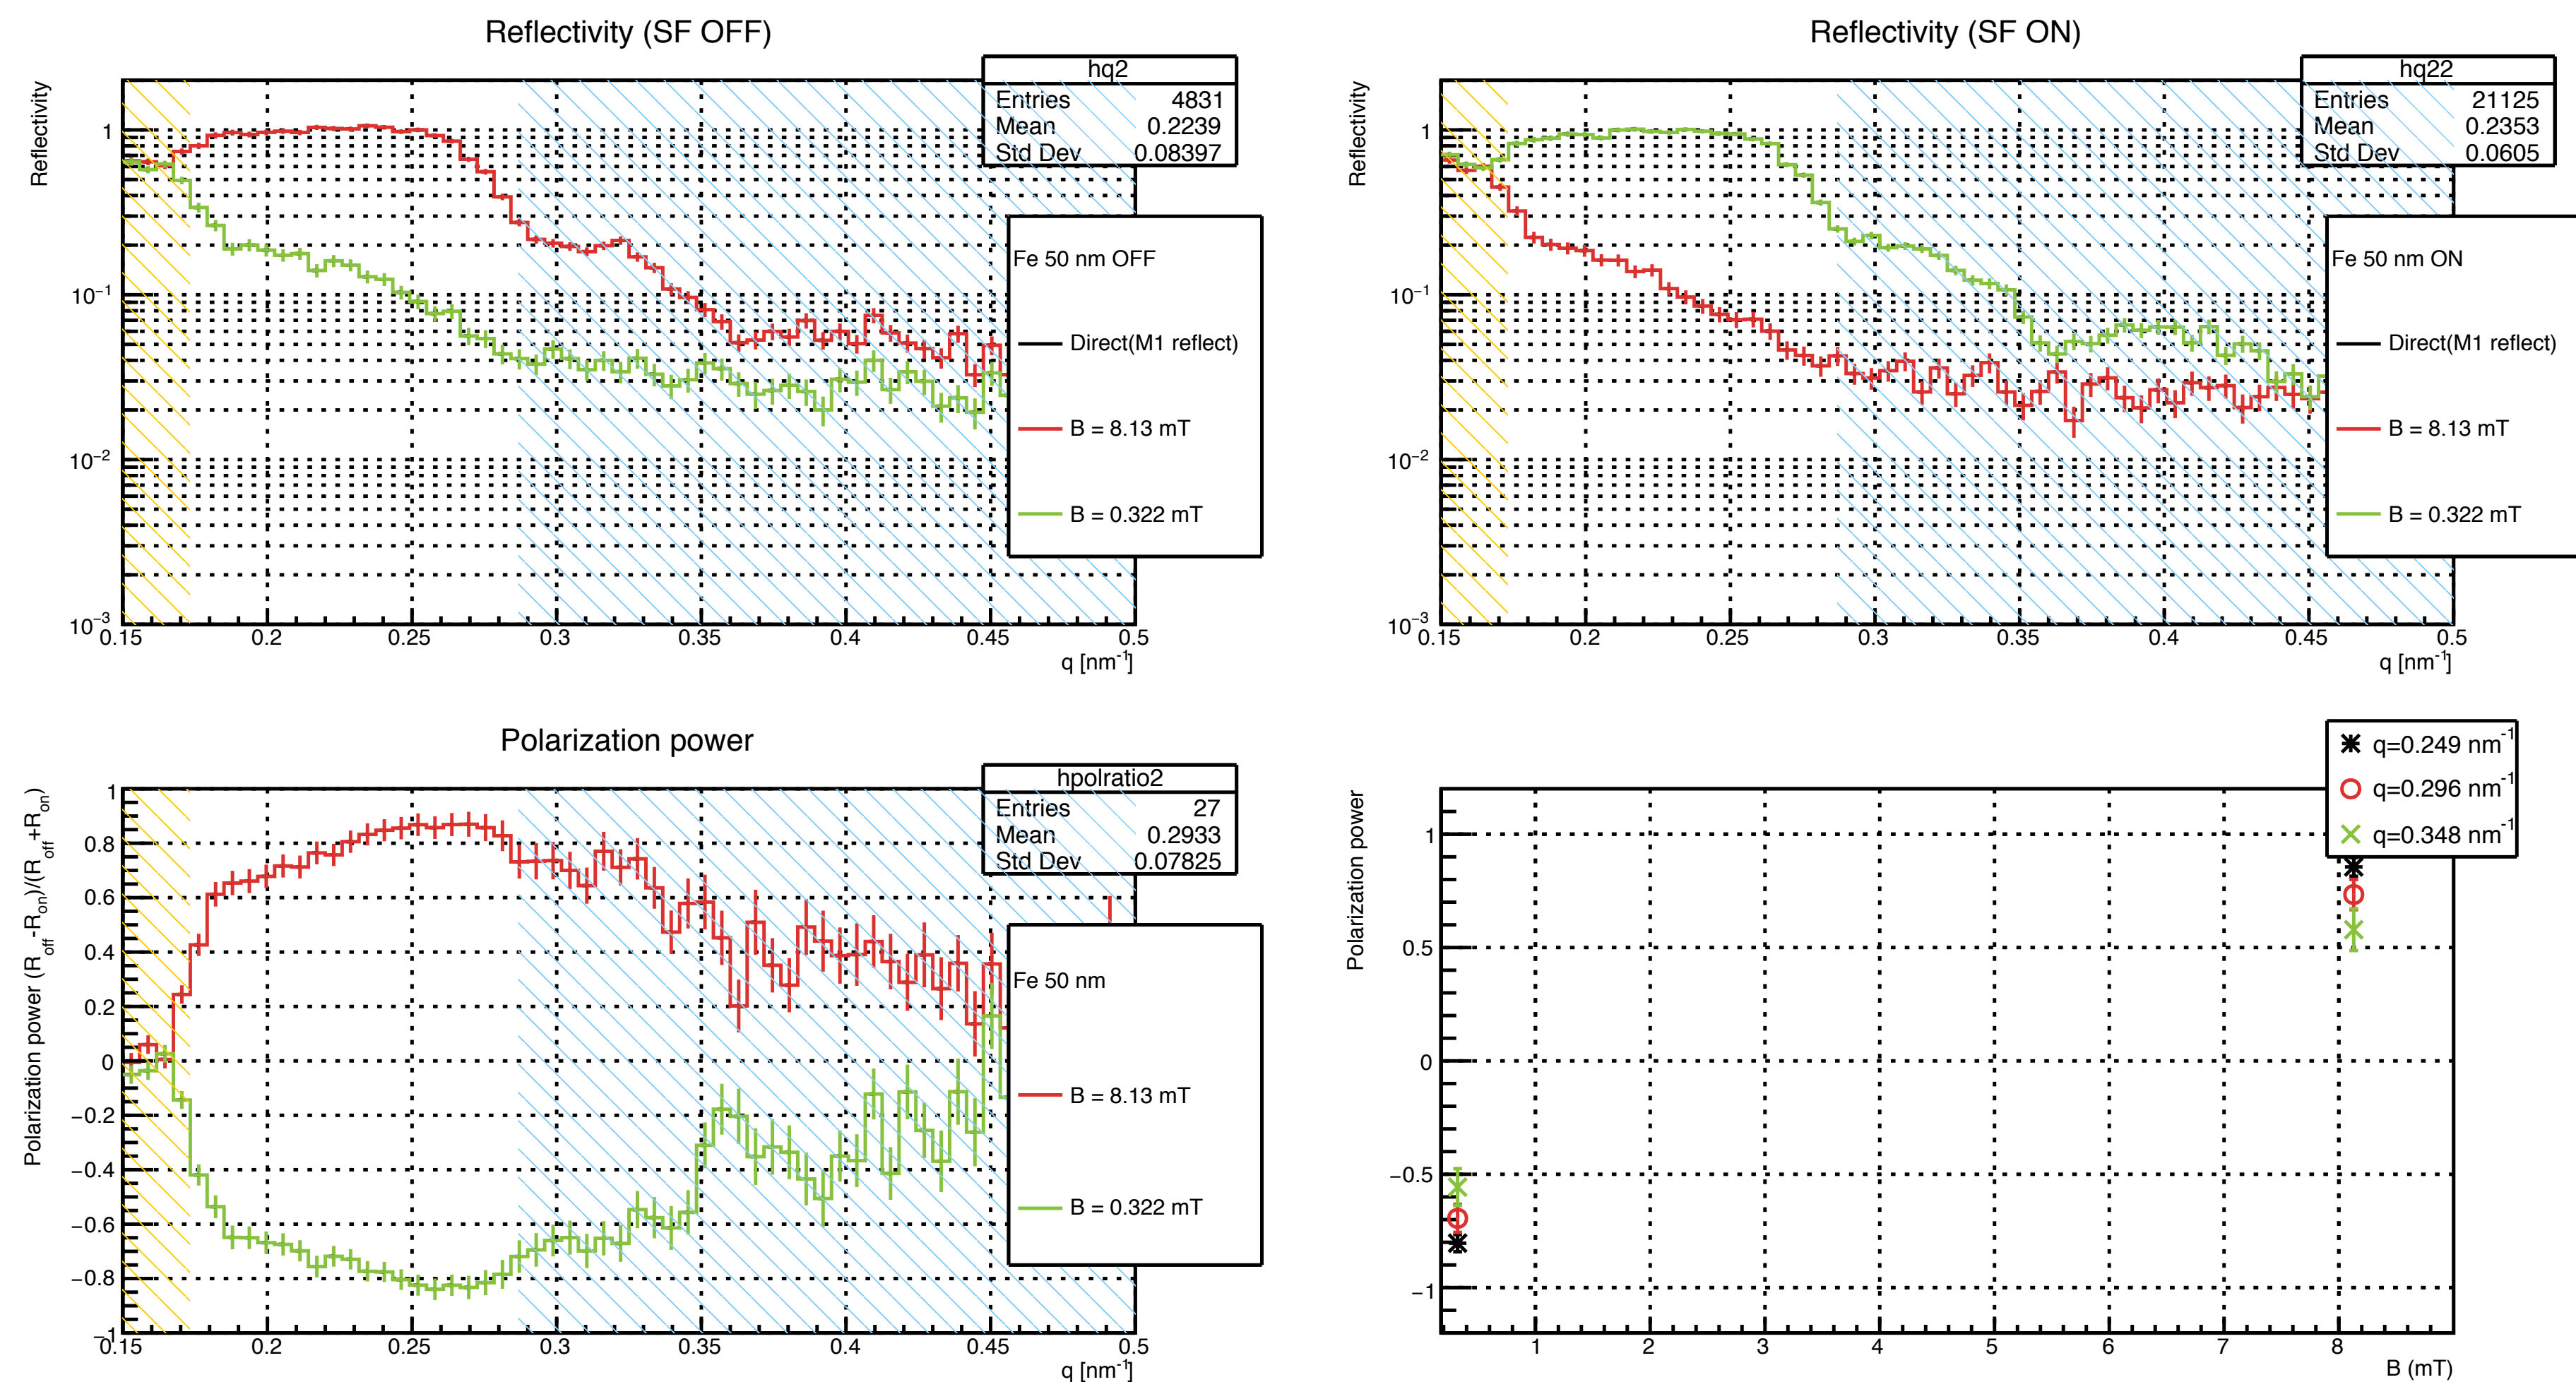 Reflectivity (SF OFF)
Reflectivity
hq2
Entries 4831
Mean 0.2239
Std Dev 0.08397
Fe 50 nm OFF
Direct(M1 reflect)
B = 8.13 mT
B = 0.322 mT
1
10⁻¹
10⁻²
10⁻³
0.15 0.2 0.25 0.3 0.35 0.4 0.45 0.5
q [nm⁻¹]
Reflectivity (SF ON)
Reflectivity
hq22
Entries 21125
Mean 0.2353
Std Dev 0.0605
Fe 50 nm ON
Direct(M1 reflect)
B = 8.13 mT
B = 0.322 mT
1
10⁻¹
10⁻²
10⁻³
0.15 0.2 0.25 0.3 0.35 0.4 0.45 0.5
q [nm⁻¹]
Polarization power
Polarization power (R_off-R_on)/(R_off+R_on)
hpolratio2
Entries 27
Mean 0.2933
Std Dev 0.07825
Fe 50 nm
B = 8.13 mT
B = 0.322 mT
1
0.8
0.6
0.4
0.2
0
−0.2
−0.4
−0.6
−0.8
−1
0.15 0.2 0.25 0.3 0.35 0.4 0.45 0.5
q [nm⁻¹]
Polarization power
q=0.249 nm⁻¹
q=0.296 nm⁻¹
q=0.348 nm⁻¹
1
0.5
0
−0.5
−1
1 2 3 4 5 6 7 8
B (mT)